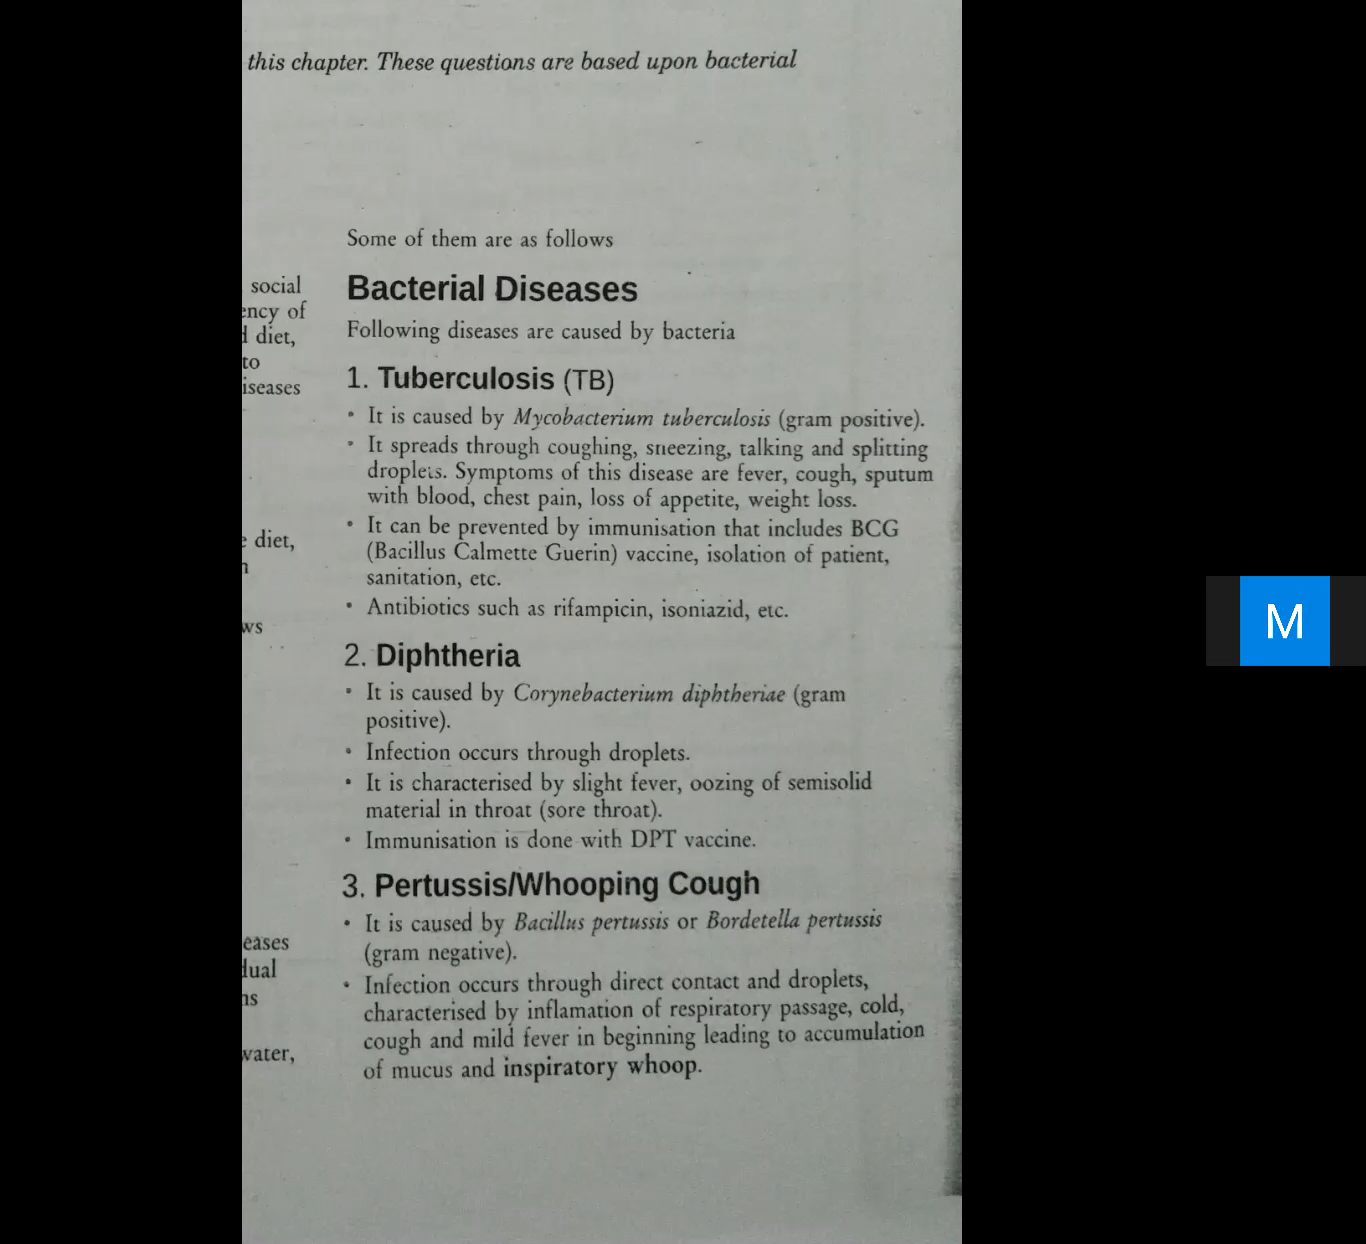 this chapter. These questions are based upon bacterial
social
ency of
d diet,
to
iseases
e diet,
n
ws
eases
dual
ns
water,
Some of them are as follows
Bacterial Diseases
Following diseases are caused by bacteria
1. Tuberculosis (TB)
• It is caused by Mycobacterium tuberculosis (gram positive).
• It spreads through coughing, sneezing, talking and splitting
droplets. Symptoms of this disease are fever, cough, sputum
with blood, chest pain, loss of appetite, weight loss.
• It can be prevented by immunisation that includes BCG
(Bacillus Calmette Guerin) vaccine, isolation of patient,
sanitation, etc.
• Antibiotics such as rifampicin, isoniazid, etc.
2. Diphtheria
• It is caused by Corynebacterium diphtheriae (gram
positive).
• Infection occurs through droplets.
• It is characterised by slight fever, oozing of semisolid
material in throat (sore throat).
• Immunisation is done with DPT vaccine.
3. Pertussis/Whooping Cough
• It is caused by Bacillus pertussis or Bordetella pertussis
(gram negative).
• Infection occurs through direct contact and droplets,
characterised by inflamation of respiratory passage, cold,
cough and mild fever in beginning leading to accumulation
of mucus and inspiratory whoop.
M